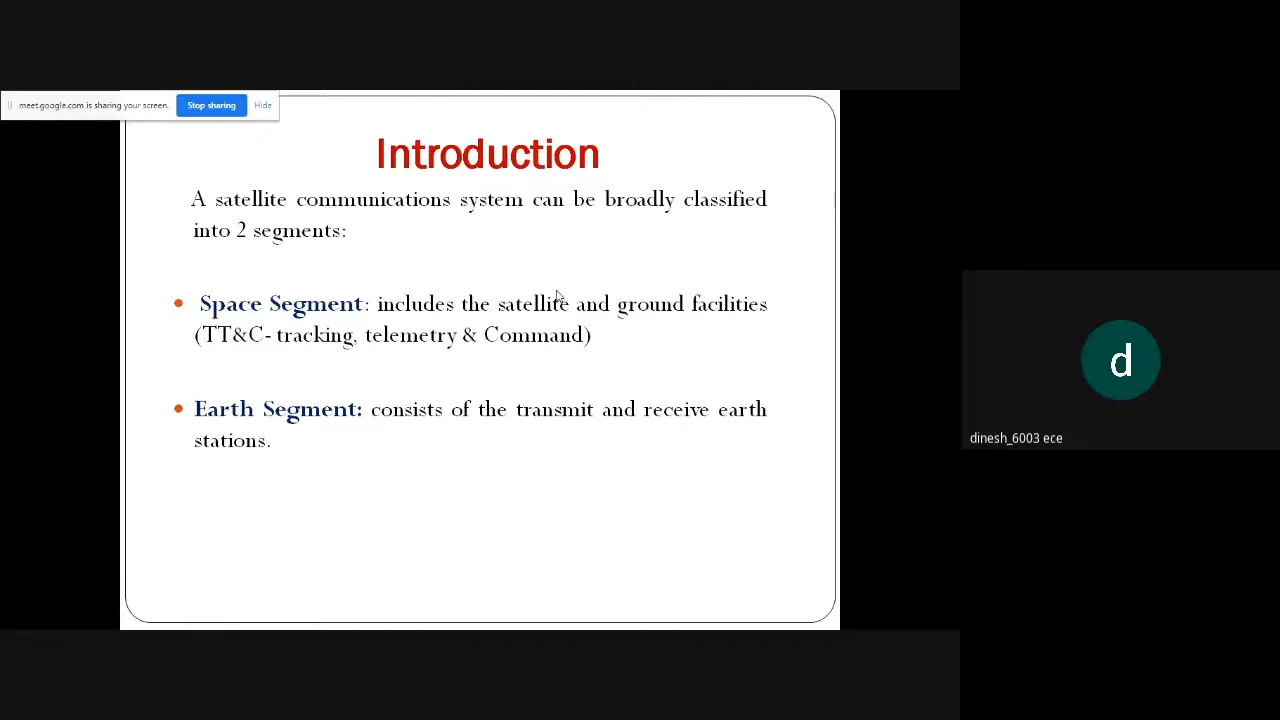 meet.google.com is sharing your screen.
Stop sharing
Hide
Introduction
A satellite communications system can be broadly classified
into 2 segments:
• Space Segment: includes the satellite and ground facilities
(TT&C- tracking, telemetry & Command)
• Earth Segment: consists of the transmit and receive earth
stations.
d
dinesh_6003 ece